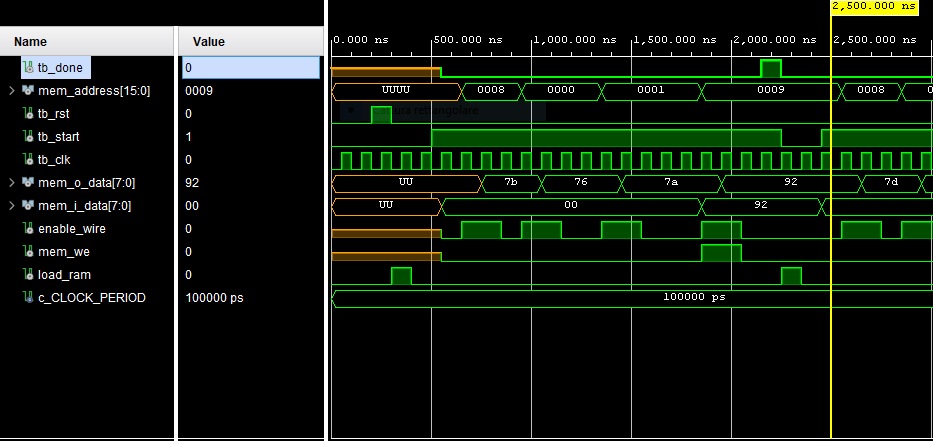 2,500.000 ns
Name Value
0.000 ns 500.000 ns 1,000.000 ns 1,500.000 ns 2,000.000 ns 2,500.000 ns
tb_done 0
mem_address[15:0] 0009 UUUU 0008 0000 0001 0009 0008 0
tb_rst 0
tb_start 1
tb_clk 0
mem_o_data[7:0] 92 UU 7b 76 7a 92 7d
mem_i_data[7:0] 00 UU 00 92
enable_wire 0
mem_we 0
load_ram 0
c_CLOCK_PERIOD 100000 ps 100000 ps